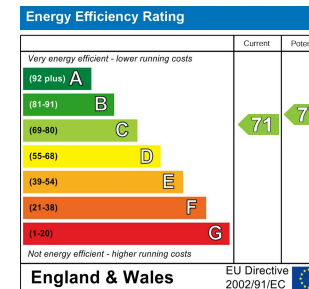 Energy Efficiency Rating
Current
Very energy efficient - lower running costs
(92 plus) A
(81-91) B
(69-80) C
71
(55-68) D
(39-54) E
(21-38) F
(1-20) G
Not energy efficient - higher running costs
England & Wales
EU Directive
2002/91/EC